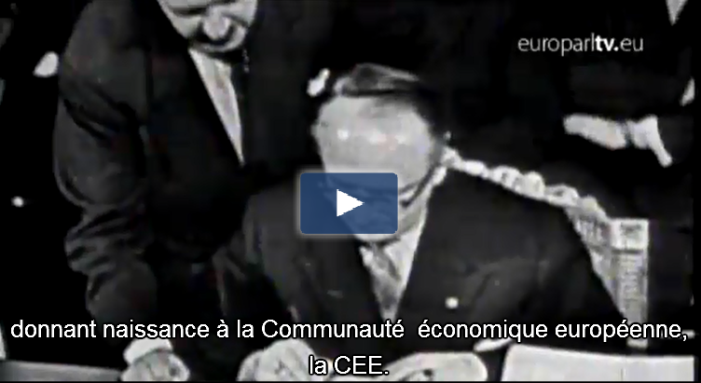 europarltv.eu
donnant naissance à la Communauté économique européenne,
la CEE.